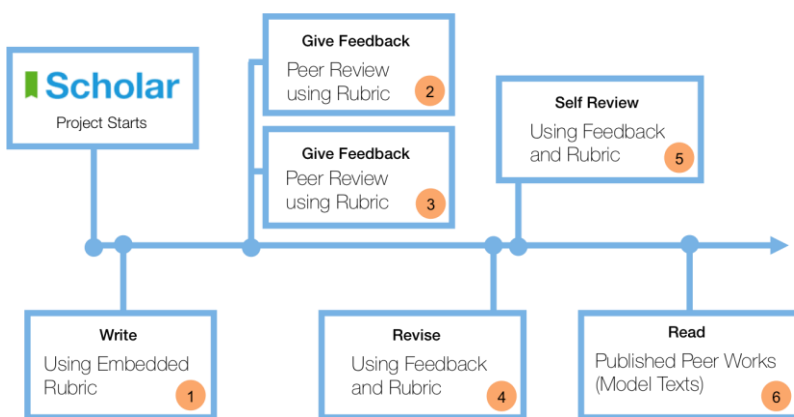 Scholar
Project Starts
Give Feedback
Peer Review
using Rubric
2
Give Feedback
Peer Review
using Rubric
3
Self Review
Using Feedback
and Rubric
5
Write
Using Embedded
Rubric
1
Revise
Using Feedback
and Rubric
4
Read
Published Peer Works
(Model Texts)
6